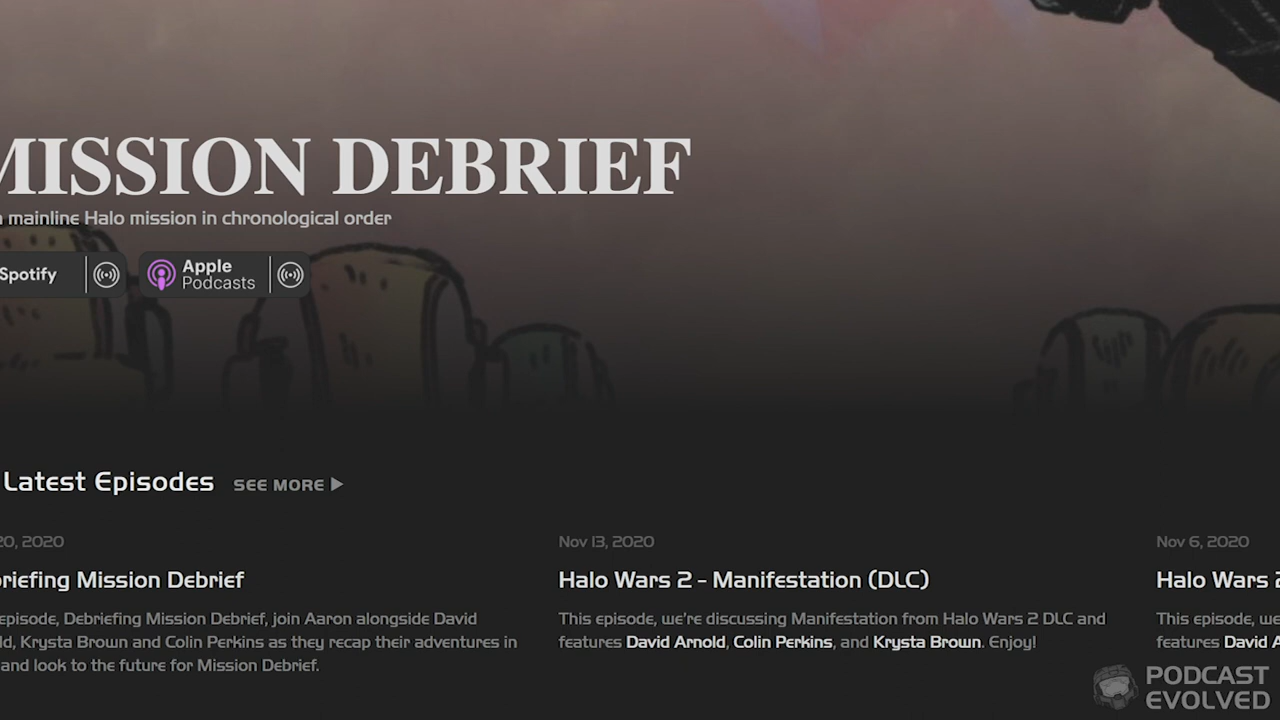 MISSION DEBRIEF
mainline Halo mission in chronological order
Spotify
Apple
Podcasts
Latest Episodes SEE MORE
20, 2020
Nov 13, 2020
Nov 6, 2020
riefing Mission Debrief
Halo Wars 2 - Manifestation (DLC)
Halo Wars 2
episode, Debriefing Mission Debrief, join Aaron alongside David
This episode, we're discussing Manifestation from Halo Wars 2 DLC and
This episode, we
ld, Krysta Brown and Colin Perkins as they recap their adventures in
features David Arnold, Colin Perkins, and Krysta Brown. Enjoy!
features David A
and look to the future for Mission Debrief.
PODCAST
EVOLVED